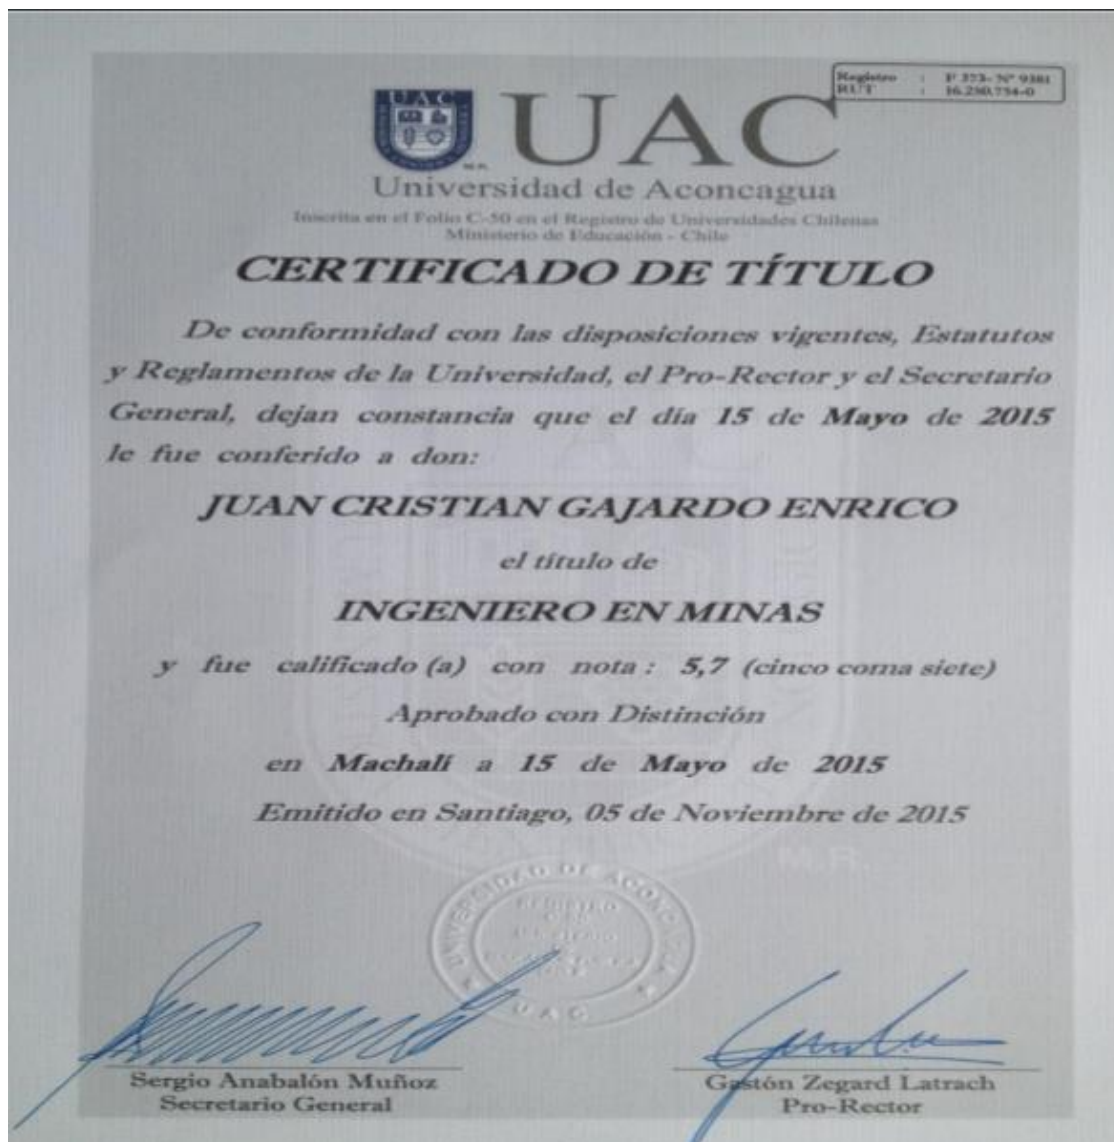 Registro : F 373- Nº 9381
RUT : 16.250.754-0
UAC
UAC
M.R.
Universidad de Aconcagua
Inscrita en el Folio C-50 en el Registro de Universidades Chilenas
Ministerio de Educación - Chile
CERTIFICADO DE TÍTULO
De conformidad con las disposiciones vigentes, Estatutos
y Reglamentos de la Universidad, el Pro-Rector y el Secretario
General, dejan constancia que el día 15 de Mayo de 2015
le fue conferido a don:
JUAN CRISTIAN GAJARDO ENRICO
el título de
INGENIERO EN MINAS
y fue calificado (a) con nota : 5,7 (cinco coma siete)
Aprobado con Distinción
en Machalí a 15 de Mayo de 2015
Emitido en Santiago, 05 de Noviembre de 2015
M.R.
UNIVERSIDAD DE ACONCAGUA
U A C
Sergio Anabalón Muñoz
Secretario General
Gastón Zegard Latrach
Pro-Rector